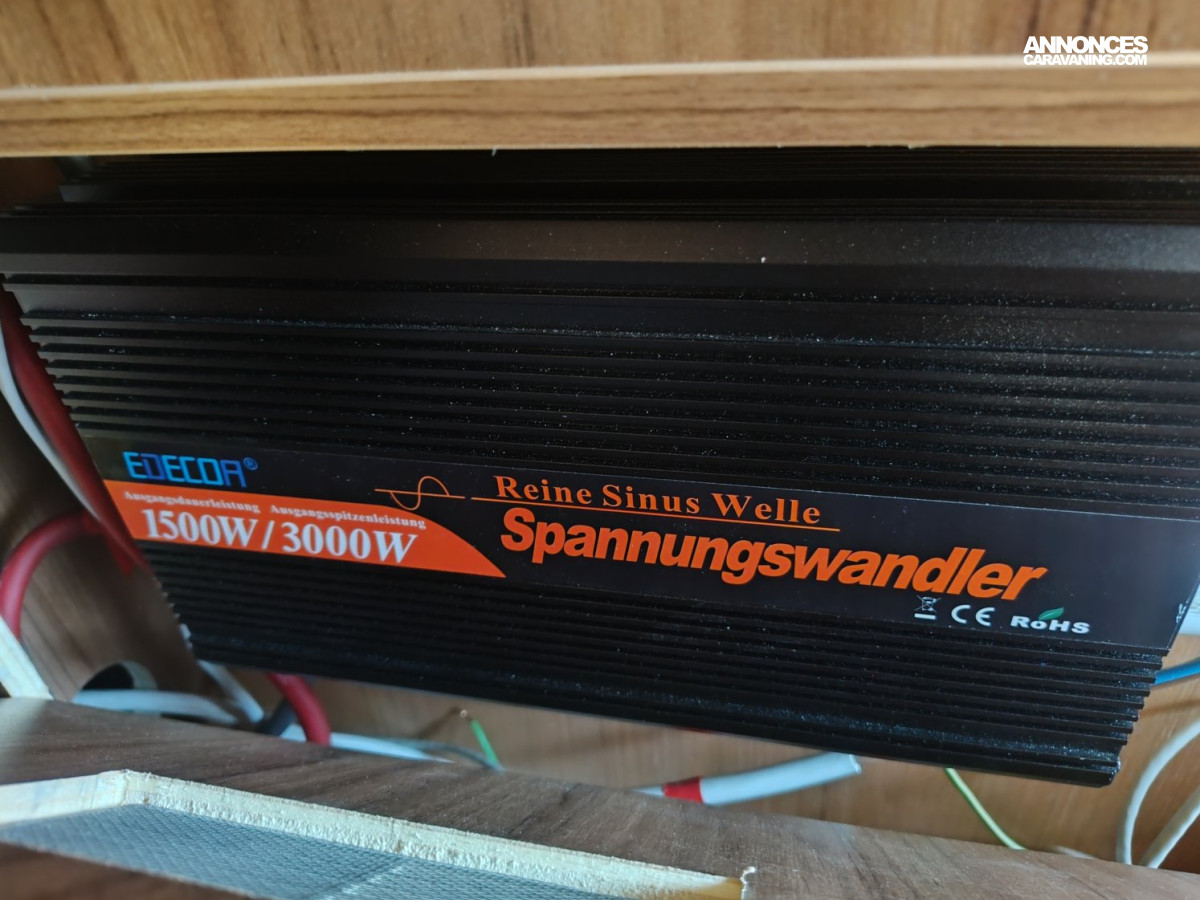 ANNONCES
CARAVANING.COM
EDECOA®
Ausgangsdauerleistung Ausgangsspitzenleistung
1500W / 3000W
Reine Sinus Welle
Spannungswandler
CE RoHS